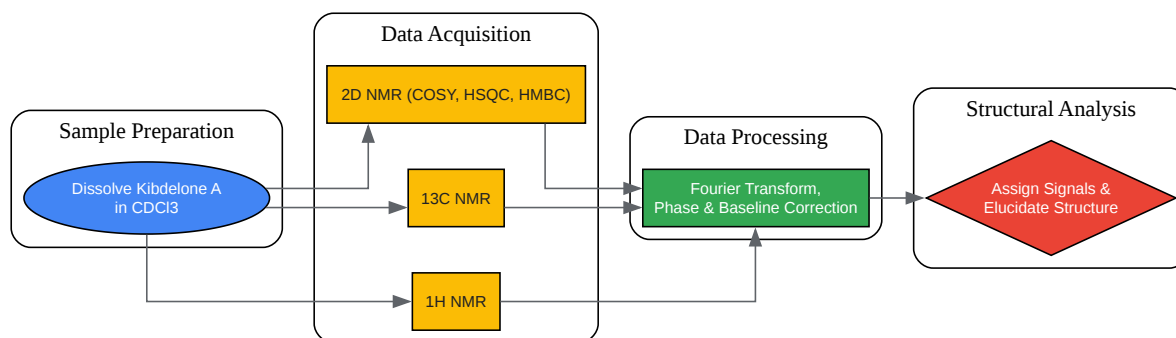 Sample Preparation
Dissolve Kibdelone A
in CDCl3
Data Acquisition
2D NMR (COSY, HSQC, HMBC)
13C NMR
1H NMR
Data Processing
Fourier Transform,
Phase & Baseline Correction
Structural Analysis
Assign Signals &
Elucidate Structure